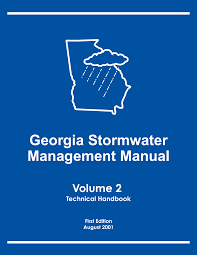 Georgia Stormwater
Management Manual
Volume 2
Technical Handbook
First Edition
August 2001